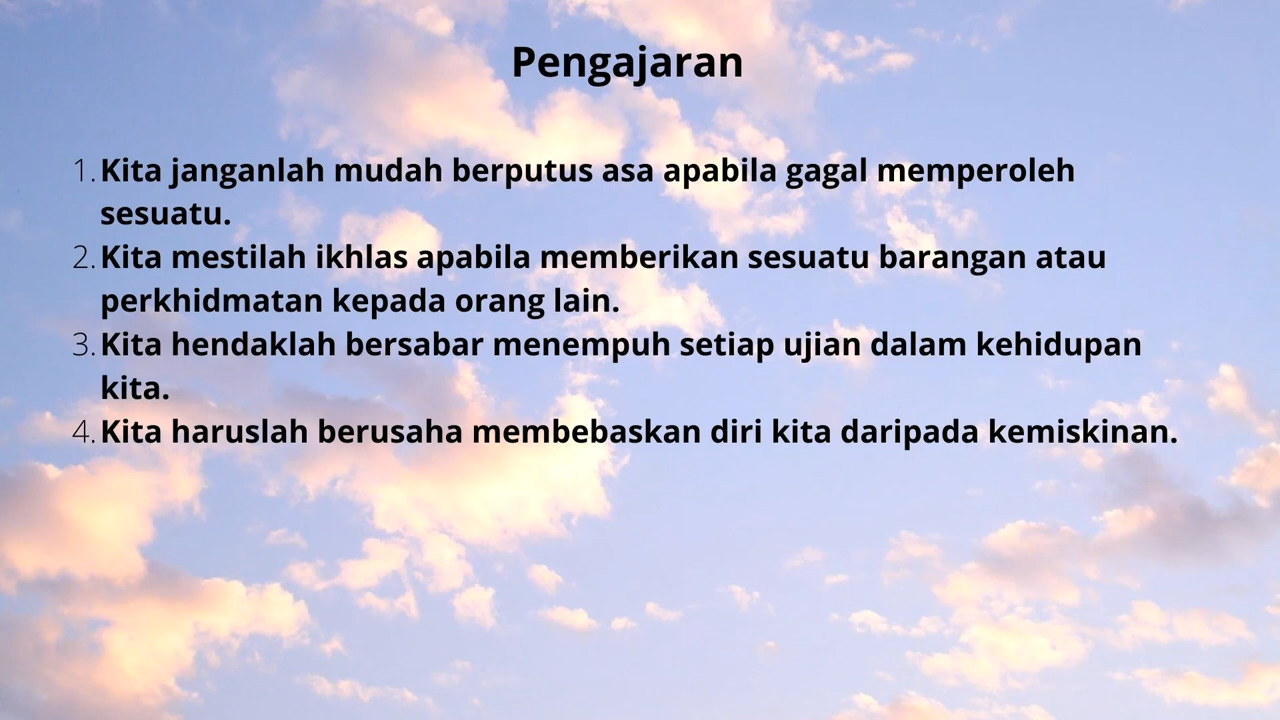 Pengajaran
1. Kita janganlah mudah berputus asa apabila gagal memperoleh
sesuatu.
2. Kita mestilah ikhlas apabila memberikan sesuatu barangan atau
perkhidmatan kepada orang lain.
3. Kita hendaklah bersabar menempuh setiap ujian dalam kehidupan
kita.
4. Kita haruslah berusaha membebaskan diri kita daripada kemiskinan.